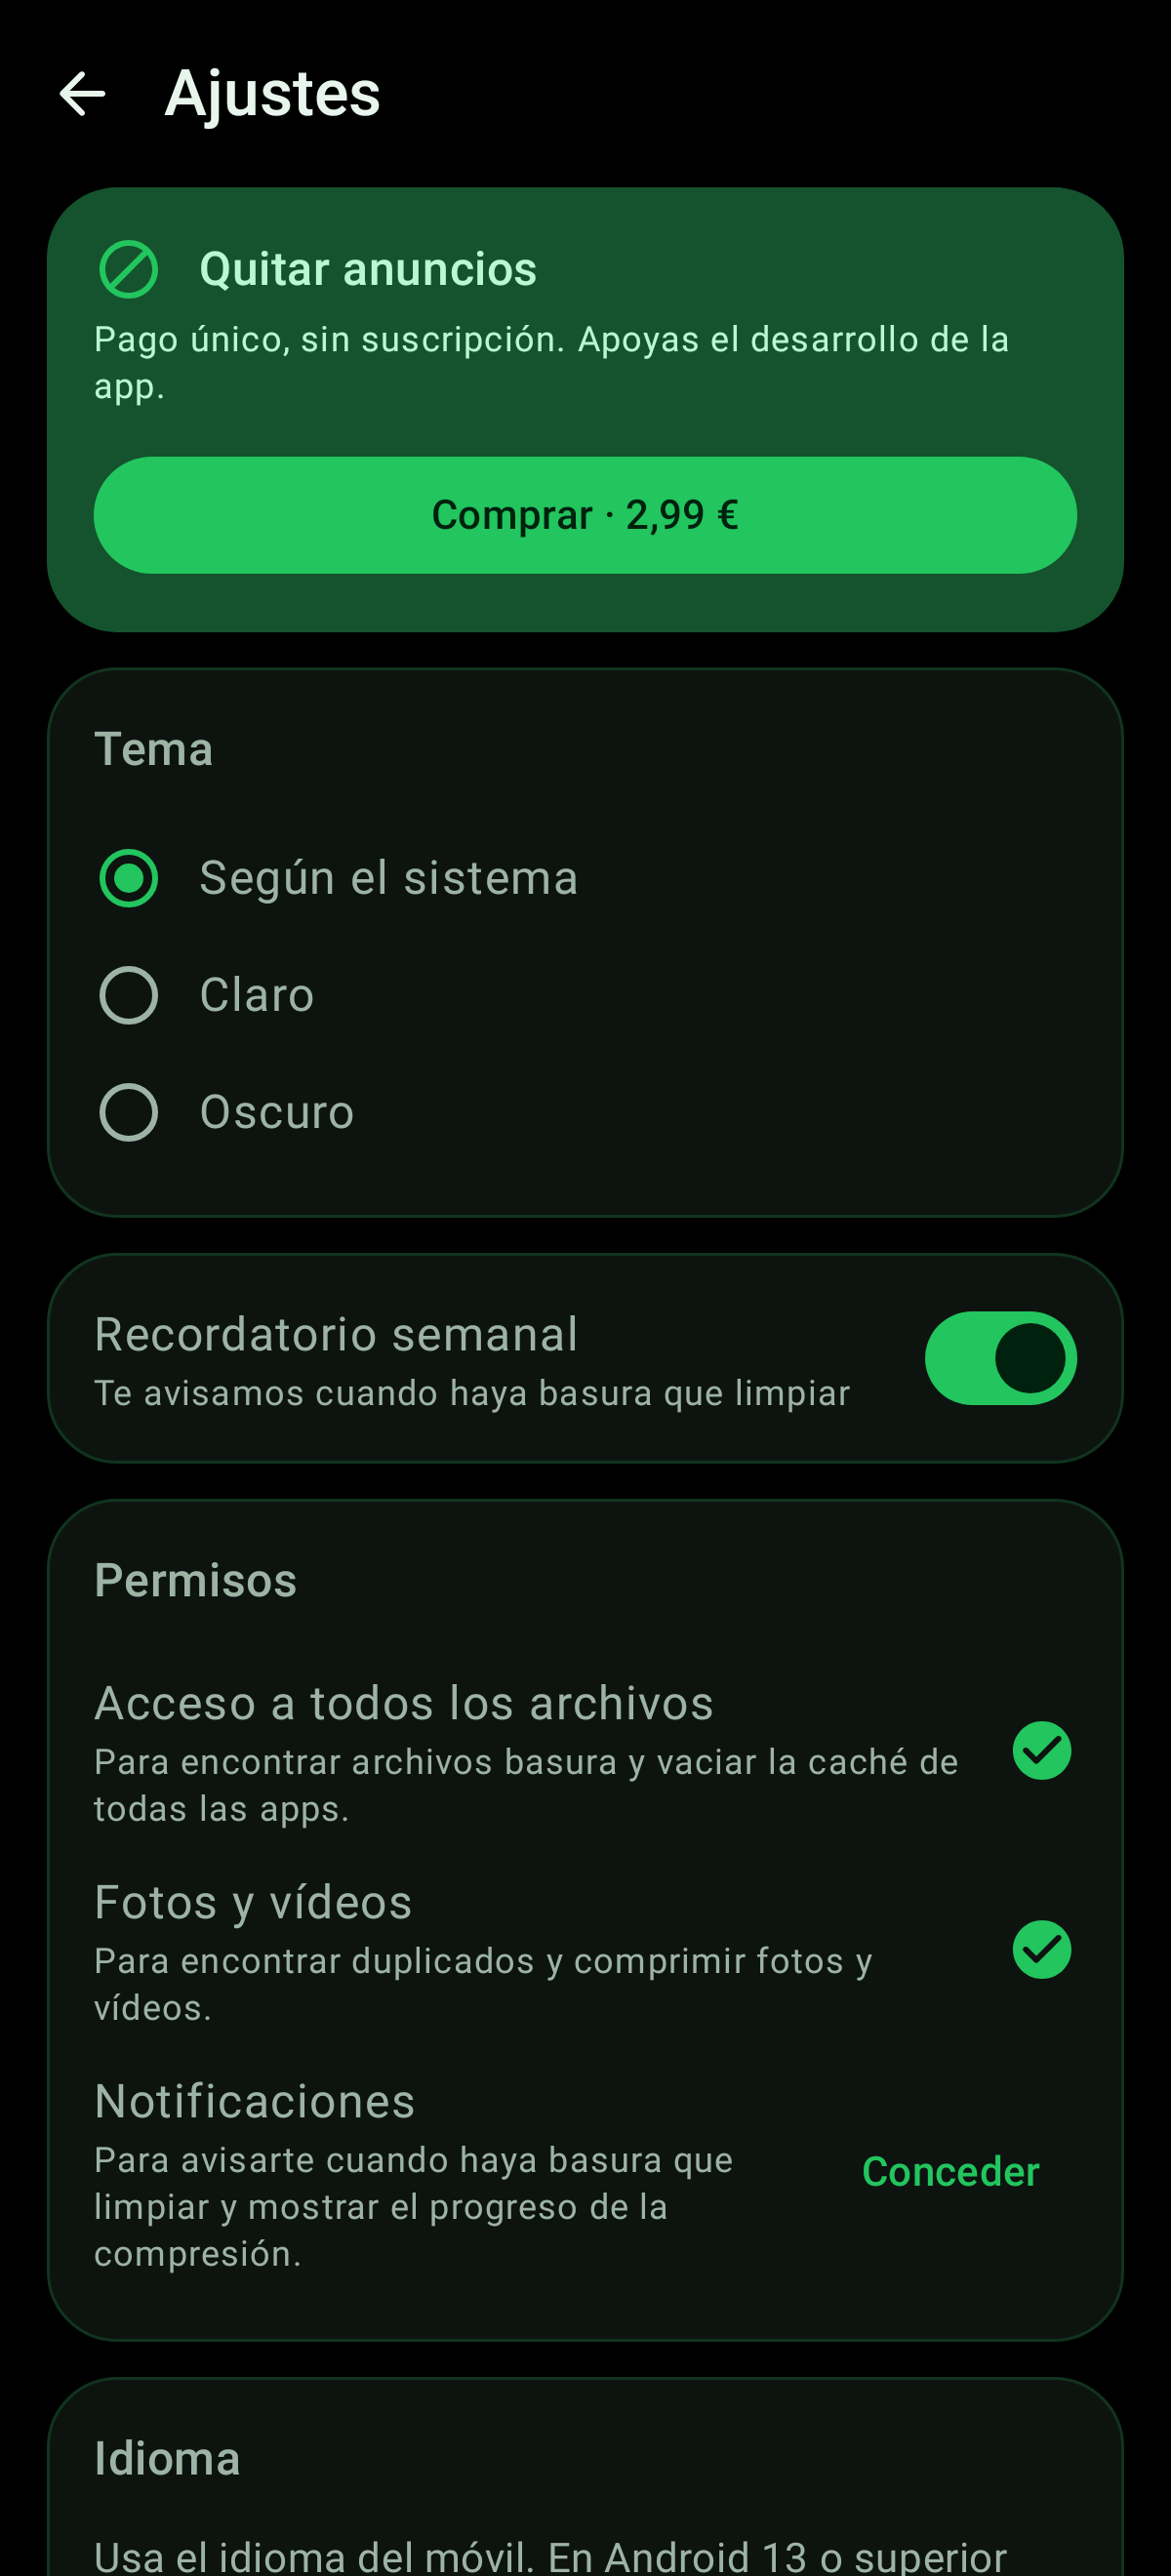 Ajustes
Quitar anuncios
Pago único, sin suscripción. Apoyas el desarrollo de la
app.
Comprar · 2,99 €
Tema
Según el sistema
Claro
Oscuro
Recordatorio semanal
Te avisamos cuando haya basura que limpiar
Permisos
Acceso a todos los archivos
Para encontrar archivos basura y vaciar la caché de
todas las apps.
Fotos y vídeos
Para encontrar duplicados y comprimir fotos y
vídeos.
Notificaciones
Para avisarte cuando haya basura que
limpiar y mostrar el progreso de la
compresión.
Conceder
Idioma
Usa el idioma del móvil. En Android 13 o superior